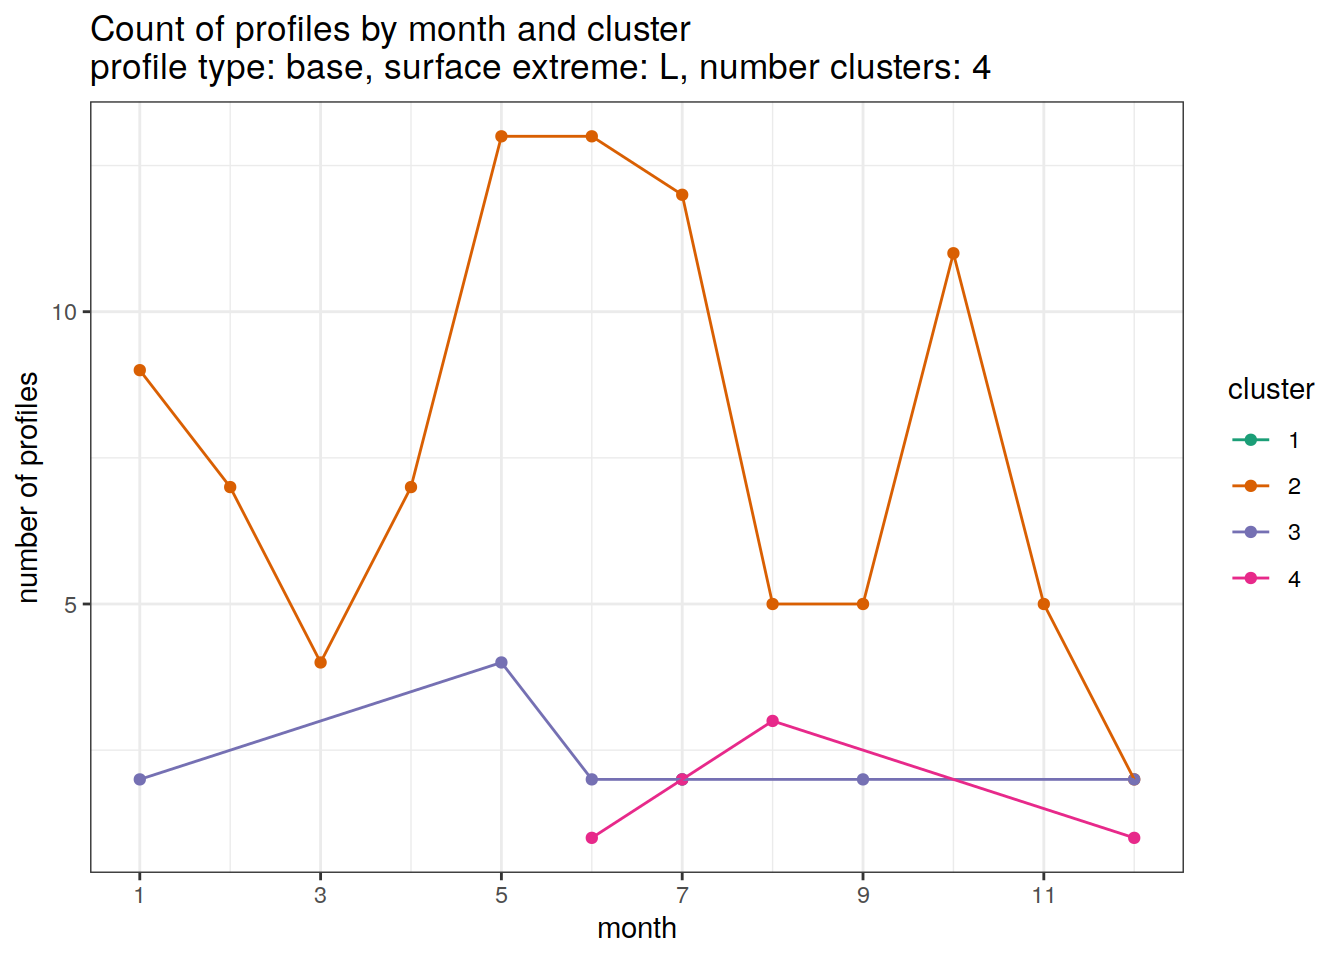 Count of profiles by month and cluster
profile type: base, surface extreme: L, number clusters: 4
10
5
number of profiles
1 3 5 7 9 11
month
cluster
1
2
3
4